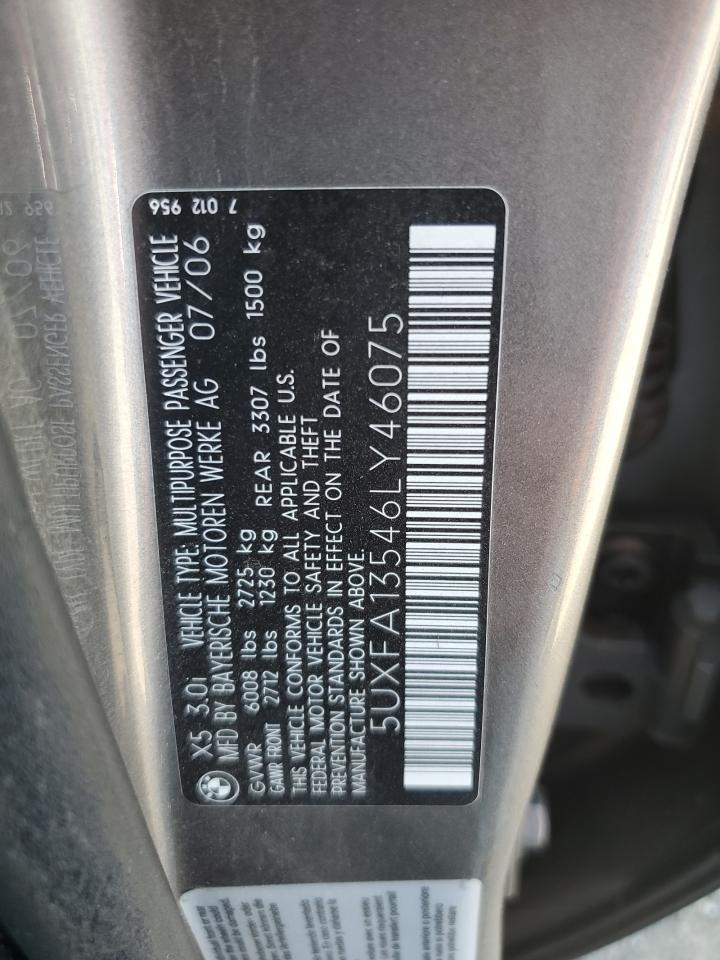 X5 3.0i VEHICLE TYPE: MULTIPURPOSE PASSENGER VEHICLE
MFD BY BAYERISCHE MOTOREN WERKE AG 07/06
7 012 956
GVWR 6008 lbs 2725 kg
GAWR FRONT 2712 lbs 1230 kg REAR 3307 lbs 1500 kg
THIS VEHICLE CONFORMS TO ALL APPLICABLE U.S.
FEDERAL MOTOR VEHICLE SAFETY AND THEFT
PREVENTION STANDARDS IN EFFECT ON THE DATE OF
MANUFACTURE SHOWN ABOVE.
5UXFA13546LY46075